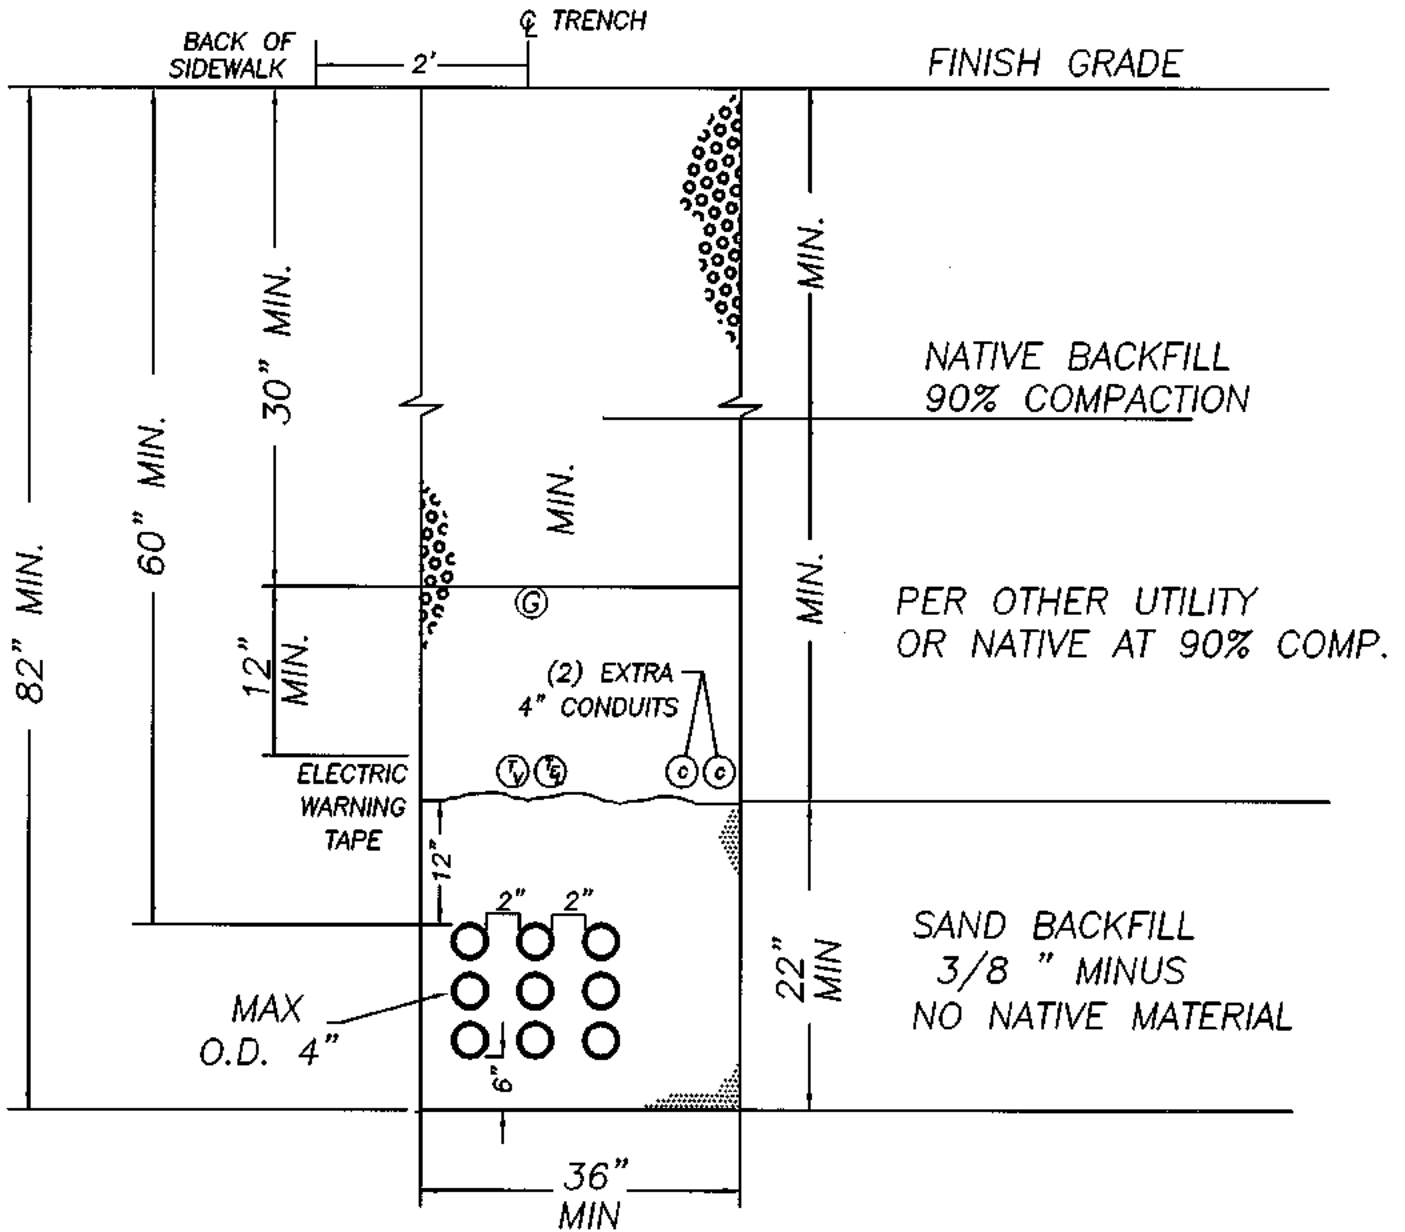 ℄ TRENCH
BACK OF
SIDEWALK
2'
FINISH GRADE
MIN.
30" MIN.
NATIVE BACKFILL
90% COMPACTION
60" MIN.
MIN.
82" MIN.
MIN.
G
PER OTHER UTILITY
OR NATIVE AT 90% COMP.
12"
MIN.
(2) EXTRA
4" CONDUITS
TV
TEL
C
C
ELECTRIC
WARNING
TAPE
12"
2"
2"
22"
MIN
SAND BACKFILL
3/8 " MINUS
NO NATIVE MATERIAL
MAX
O.D. 4"
6"
36"
MIN